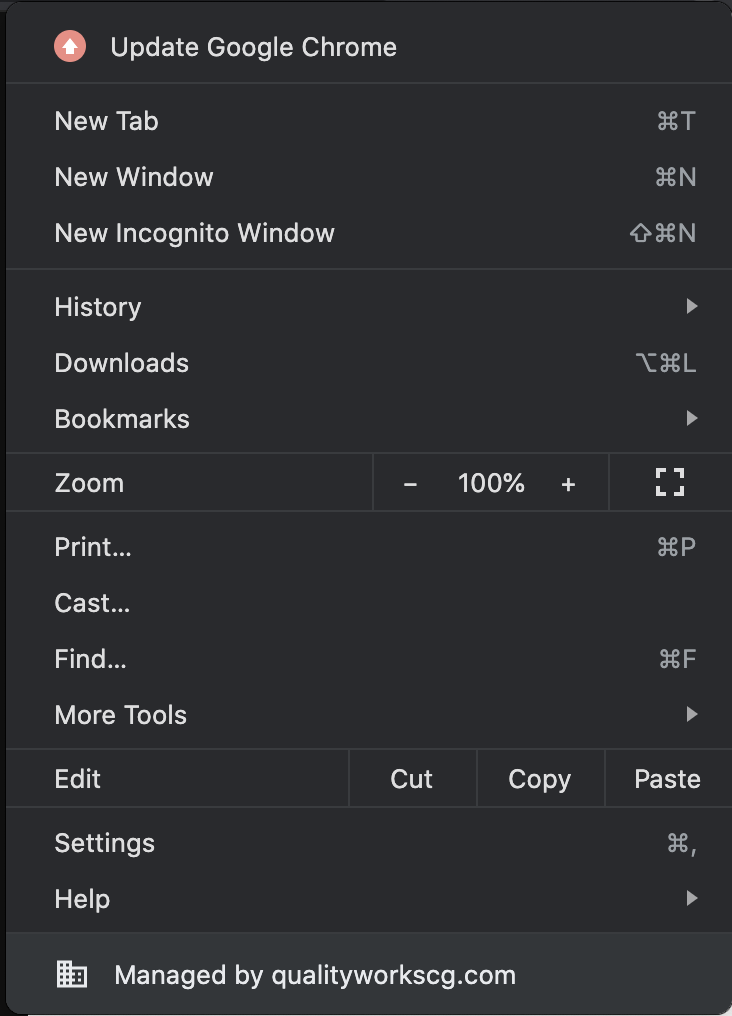 Update Google Chrome
New Tab ⌘T
New Window ⌘N
New Incognito Window ⇧⌘N
History
Downloads ⌥⌘L
Bookmarks
Zoom – 100% +
Print... ⌘P
Cast...
Find... ⌘F
More Tools
Edit Cut Copy Paste
Settings ⌘,
Help
Managed by qualityworkscg.com